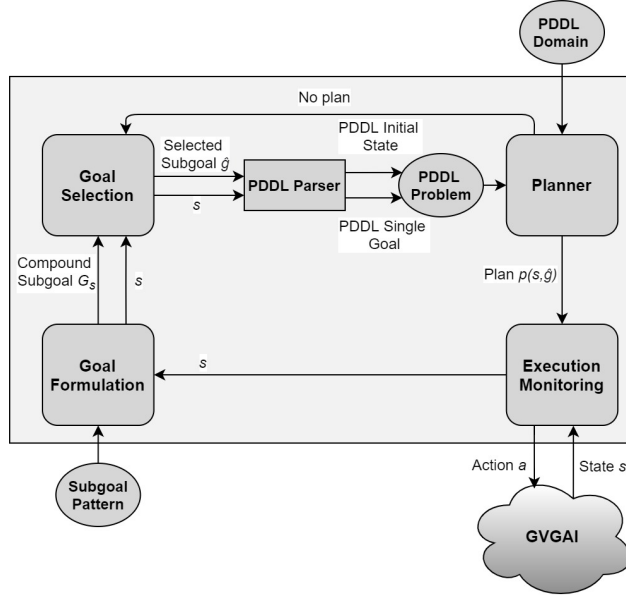 PDDL
Domain
No plan
Goal
Selection
Selected
Subgoal ĝ
s
PDDL Parser
PDDL Initial
State
PDDL Single
Goal
PDDL
Problem
Planner
Compound
Subgoal Gs
s
Plan p(s,ĝ)
Goal
Formulation
s
Execution
Monitoring
Subgoal
Pattern
Action a
State s
GVGAI